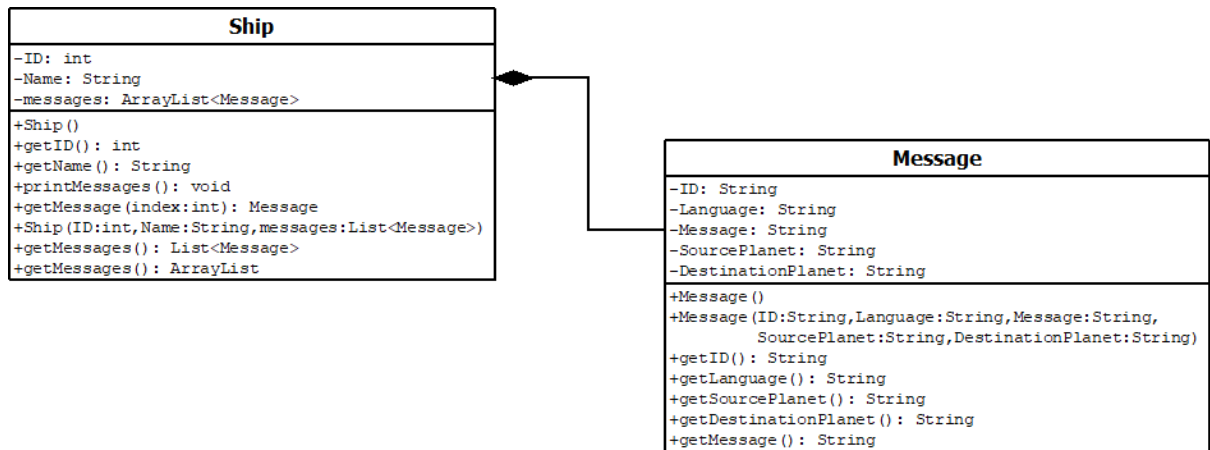 Ship
-ID: int
-Name: String
-messages: ArrayList<Message>
+Ship()
+getID(): int
+getName(): String
+printMessages(): void
+getMessage(index:int): Message
+Ship(ID:int,Name:String,messages:List<Message>)
+getMessages(): List<Message>
+getMessages(): ArrayList
Message
-ID: String
-Language: String
-Message: String
-SourcePlanet: String
-DestinationPlanet: String
+Message()
+Message(ID:String,Language:String,Message:String,
SourcePlanet:String,DestinationPlanet:String)
+getID(): String
+getLanguage(): String
+getSourcePlanet(): String
+getDestinationPlanet(): String
+getMessage(): String